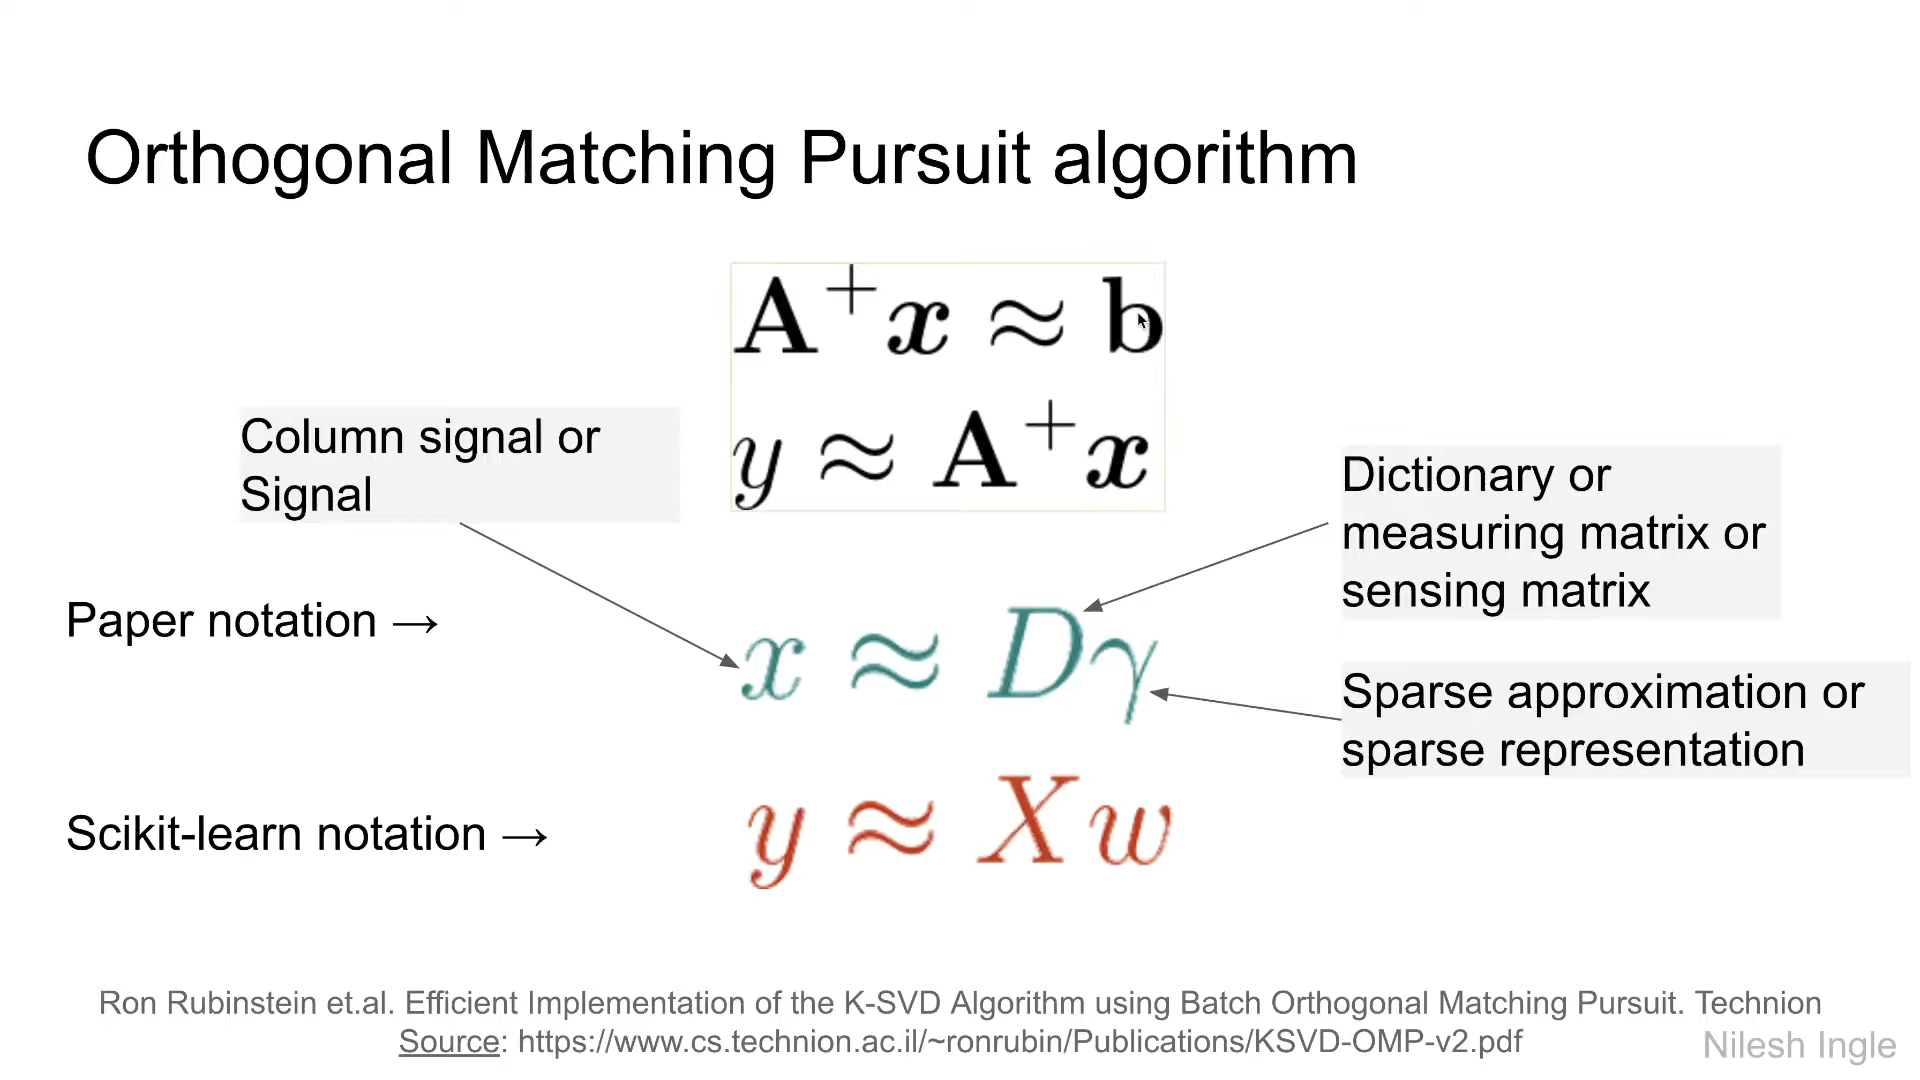 Orthogonal Matching Pursuit algorithm
A⁺x ≈ b
y ≈ A⁺x
Column signal or
Signal
Dictionary or
measuring matrix or
sensing matrix
Paper notation →
x ≈ Dγ
Sparse approximation or
sparse representation
Scikit-learn notation →
y ≈ Xw
Ron Rubinstein et.al. Efficient Implementation of the K-SVD Algorithm using Batch Orthogonal Matching Pursuit. Technion
Source: https://www.cs.technion.ac.il/~ronrubin/Publications/KSVD-OMP-v2.pdf
Nilesh Ingle